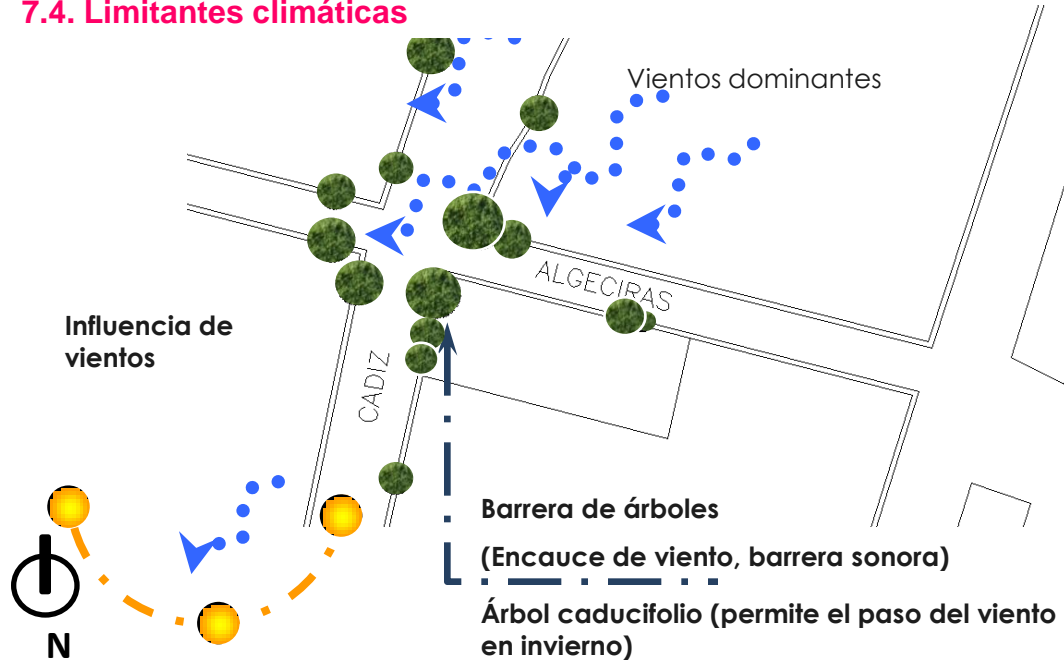 7.4. Limitantes climáticas
Vientos dominantes
ALGECIRAS
Influencia de
vientos
CADIZ
Barrera de árboles
(Encauce de viento, barrera sonora)
Árbol caducifolio (permite el paso del viento
en invierno)
N